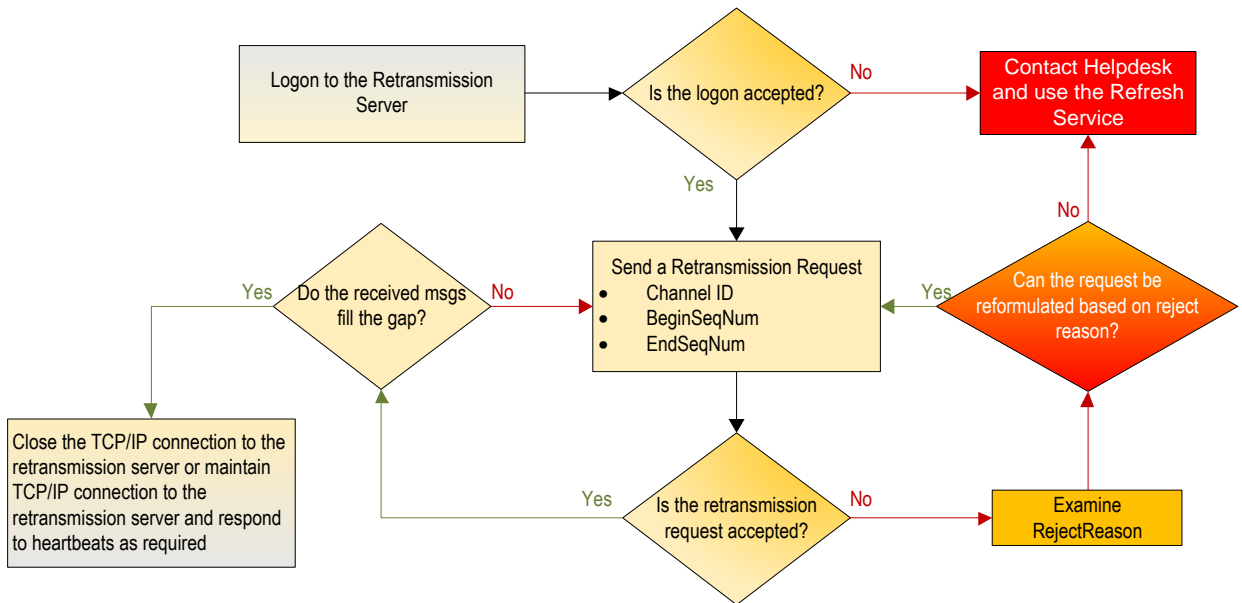 Logon to the Retransmission
Server
Is the logon accepted?
No
Contact Helpdesk
and use the Refresh
Service
Yes
No
Send a Retransmission Request
• Channel ID
• BeginSeqNum
• EndSeqNum
Yes
Do the received msgs
fill the gap?
No
Yes
Can the request be
reformulated based on reject
reason?
Close the TCP/IP connection to the
retransmission server or maintain
TCP/IP connection to the
retransmission server and respond
to heartbeats as required
Yes
Is the retransmission
request accepted?
No
Examine
RejectReason